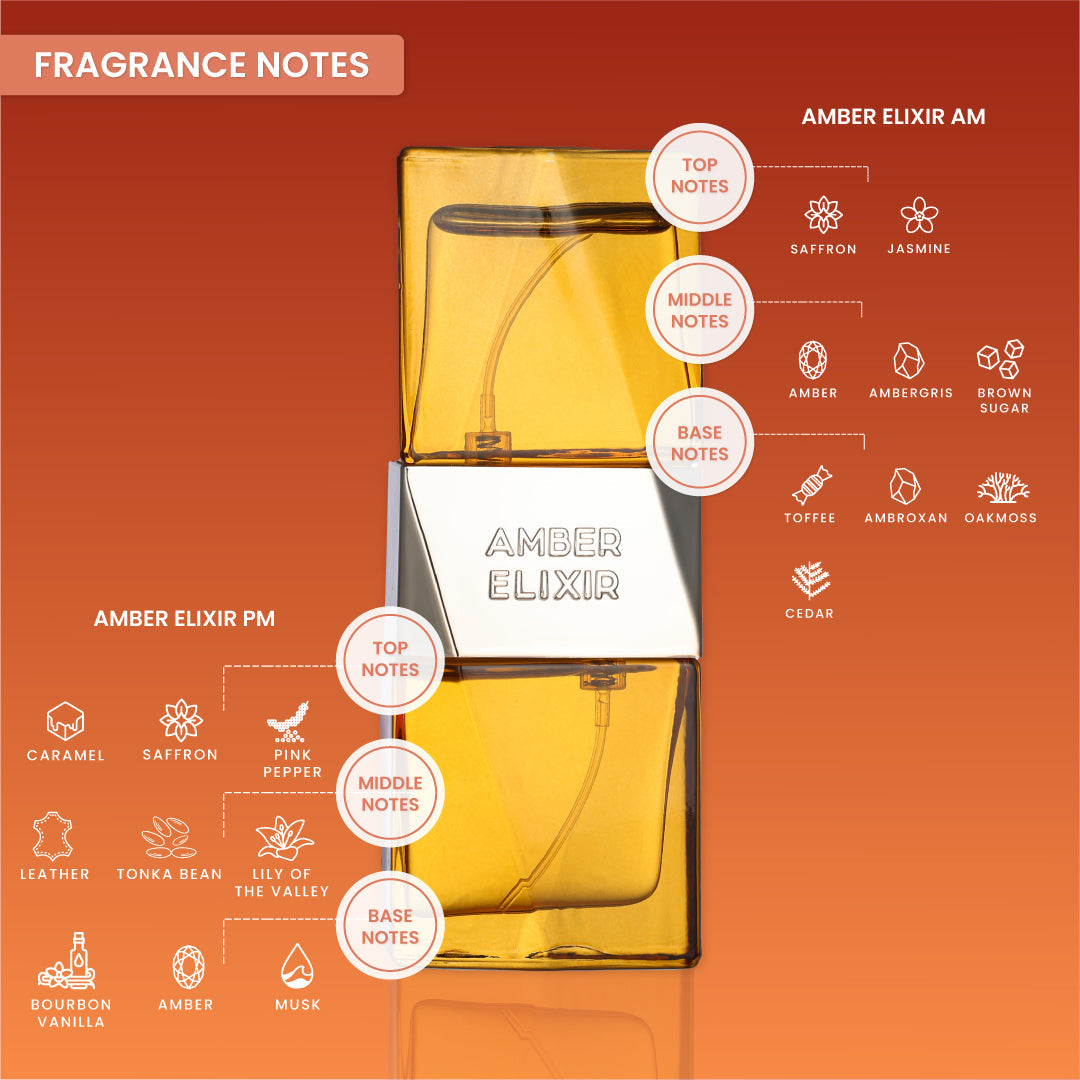 FRAGRANCE NOTES
AMBER ELIXIR AM
TOP
NOTES
SAFFRON
JASMINE
MIDDLE
NOTES
AMBER
AMBERGRIS
BROWN
SUGAR
BASE
NOTES
TOFFEE
AMBROXAN
OAKMOSS
CEDAR
AMBER
ELIXIR
AMBER ELIXIR PM
TOP
NOTES
CARAMEL
SAFFRON
PINK
PEPPER
MIDDLE
NOTES
LEATHER
TONKA BEAN
LILY OF
THE VALLEY
BASE
NOTES
BOURBON
VANILLA
AMBER
MUSK